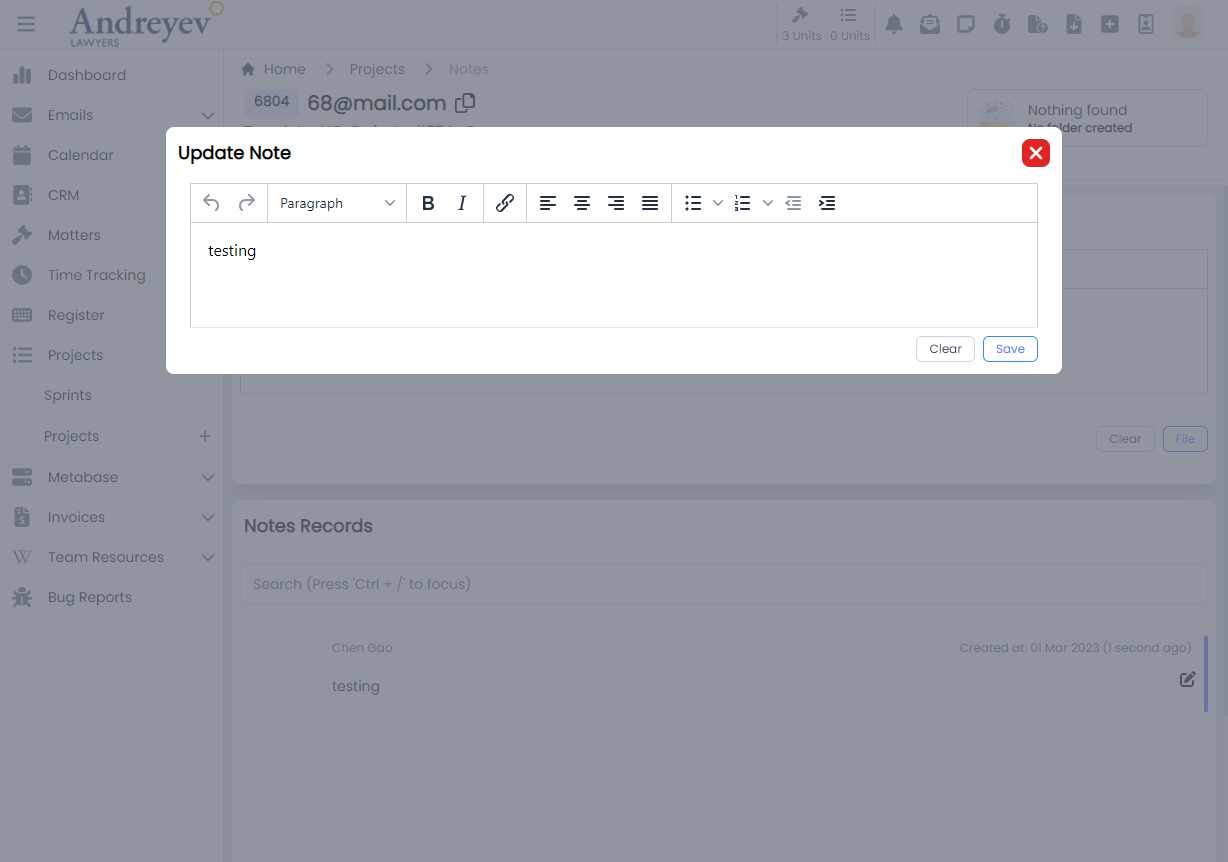 Andreyev
LAWYERS
3 Units
0 Units
Dashboard
Emails
Calendar
CRM
Matters
Time Tracking
Register
Projects
Sprints
Projects
Metabase
Invoices
Team Resources
Bug Reports
Home
Projects
Notes
6804
68@mail.com
Nothing found
No folder created
Update Note
Paragraph
B I
testing
Clear
Save
Clear
File
Notes Records
Search (Press 'Ctrl + /' to focus)
Chen Gao
Created at: 01 Mar 2023 (1 second ago)
testing